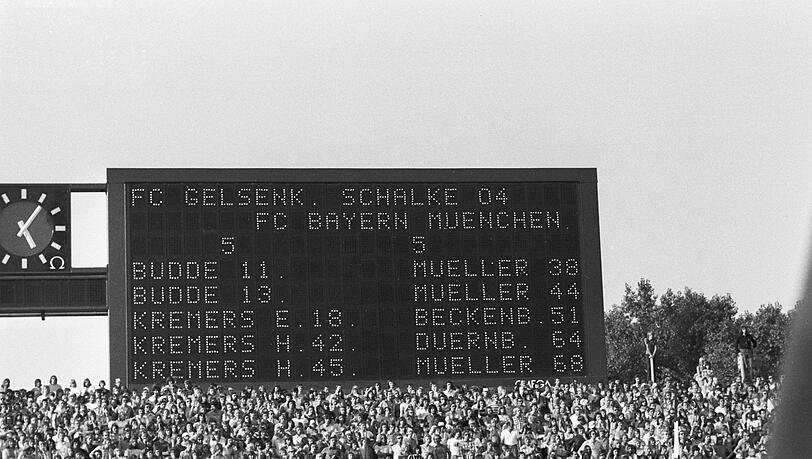 FC GELSENK. SCHALKE 04
FC BAYERN MUENCHEN.
5 5
BUDDE 11. MUELLER 38
BUDDE 13. MUELLER 44
KREMERS E.18. BECKENB.51
KREMERS H.42. DUERNB. 64
KREMERS H.45. MUELLER 68
Ω